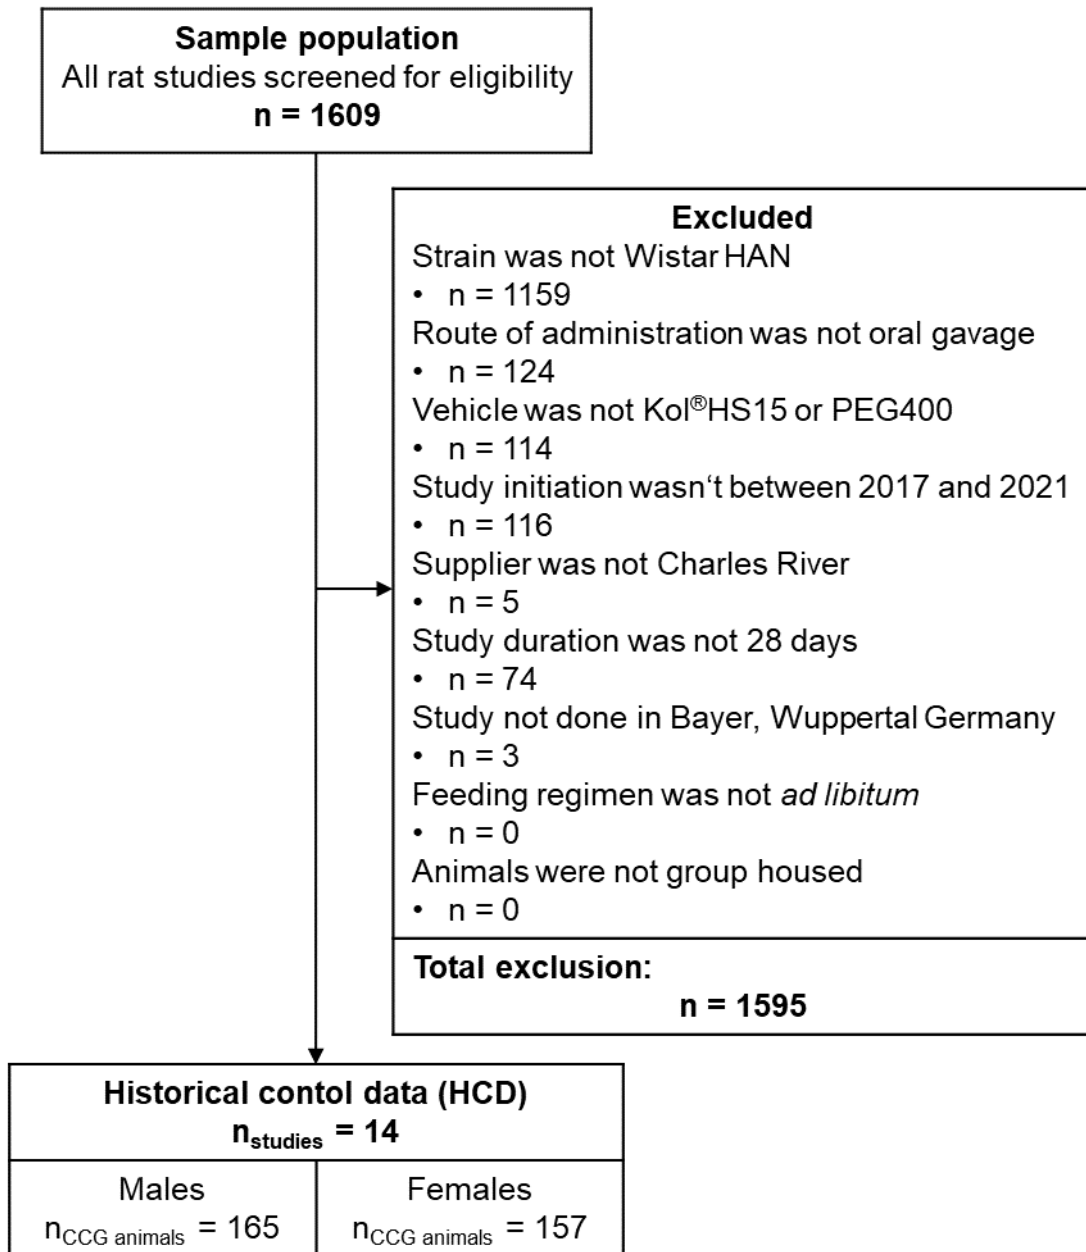 Sample population
All rat studies screened for eligibility
n = 1609
Excluded
Strain was not Wistar HAN
• n = 1159
Route of administration was not oral gavage
• n = 124
Vehicle was not Kol®HS15 or PEG400
• n = 114
Study initiation wasn‘t between 2017 and 2021
• n = 116
Supplier was not Charles River
• n = 5
Study duration was not 28 days
• n = 74
Study not done in Bayer, Wuppertal Germany
• n = 3
Feeding regimen was not ad libitum
• n = 0
Animals were not group housed
• n = 0
Total exclusion:
n = 1595
Historical contol data (HCD)
nstudies = 14
Males
nCCG animals = 165
Females
nCCG animals = 157